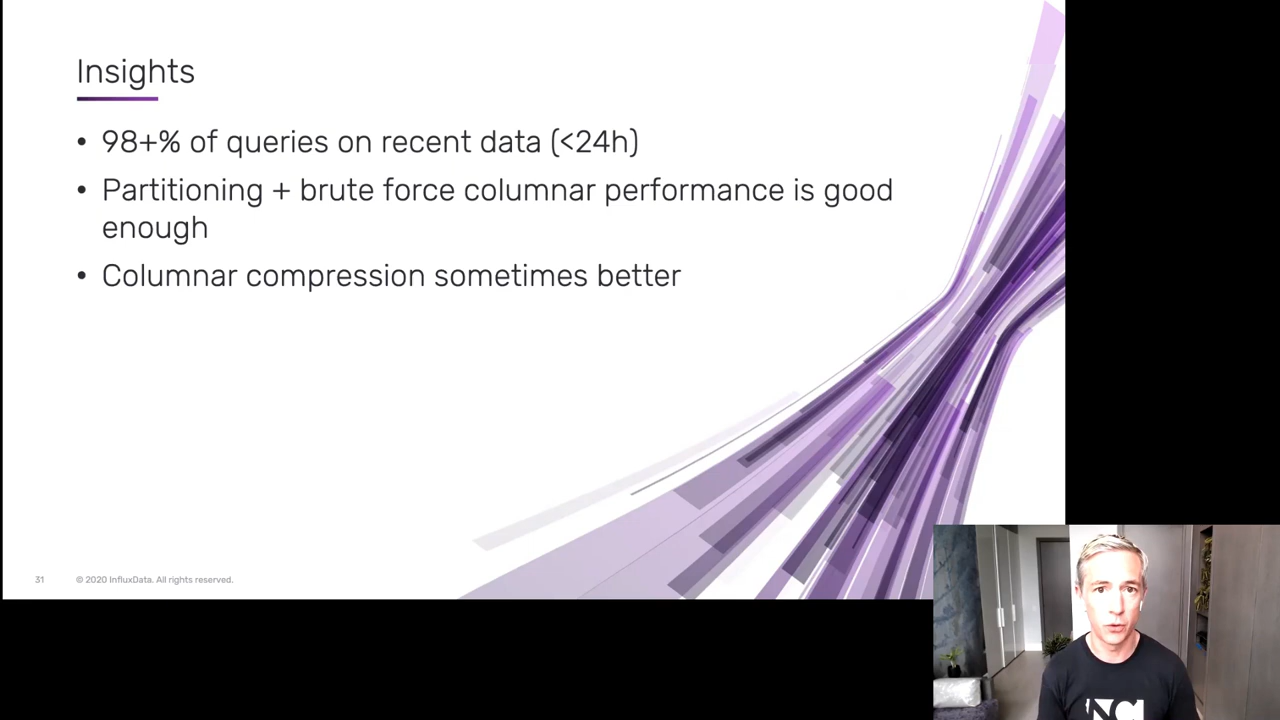 Insights
• 98+% of queries on recent data (<24h)
• Partitioning + brute force columnar performance is good
enough
• Columnar compression sometimes better
31 © 2020 InfluxData. All rights reserved.